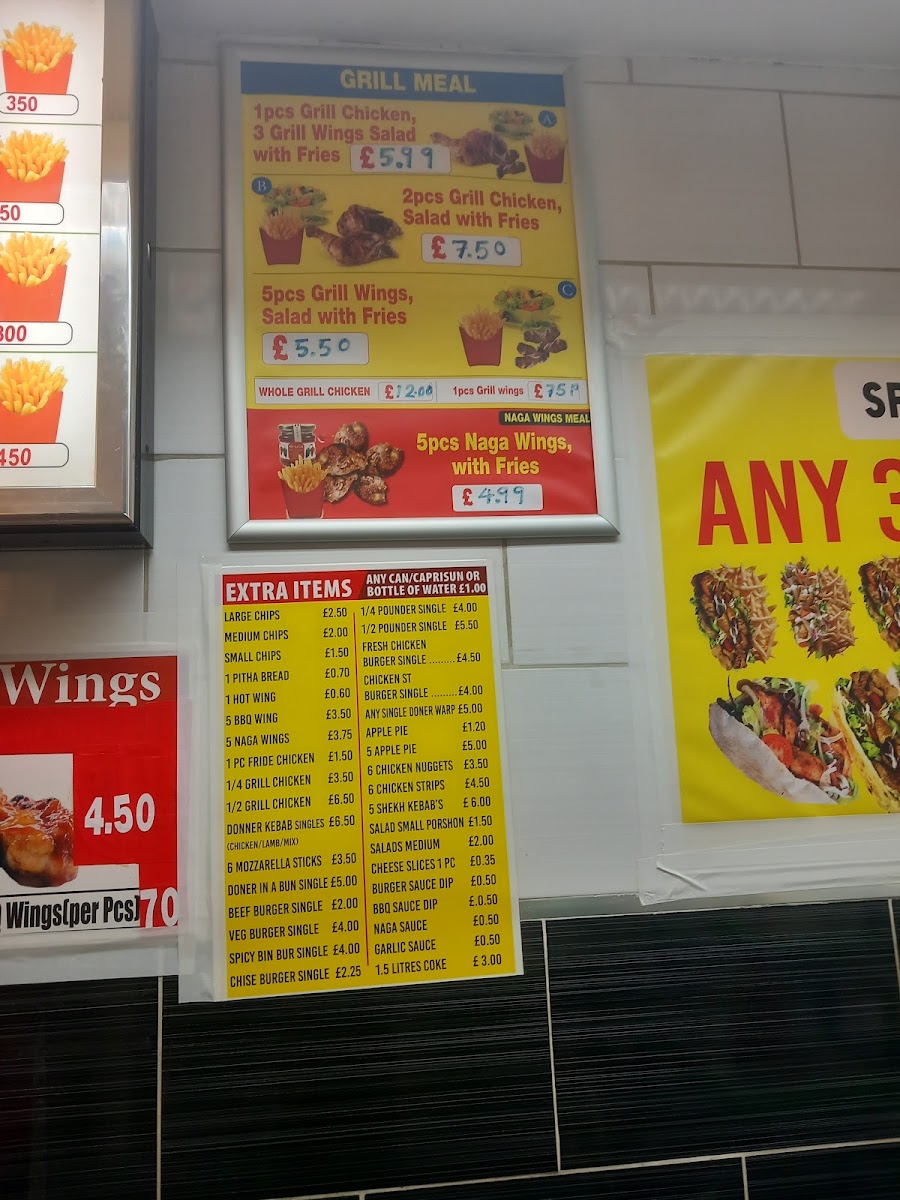 350
50
300
450
GRILL MEAL
1pcs Grill Chicken,
3 Grill Wings Salad
with Fries £5.99
A
B
2pcs Grill Chicken,
Salad with Fries
£7.50
5pcs Grill Wings,
Salad with Fries
£5.50
C
WHOLE GRILL CHICKEN £12.00 1pcs Grill wings £75P
NAGA WINGS MEAL
5pcs Naga Wings,
with Fries
£4.99
Wings
4.50
Wings(per Pcs) 70
EXTRA ITEMS
ANY CAN/CAPRISUN OR
BOTTLE OF WATER £1.00
LARGE CHIPS £2.50
MEDIUM CHIPS £2.00
SMALL CHIPS £1.50
1 PITHA BREAD £0.70
1 HOT WING £0.60
5 BBQ WING £3.50
5 NAGA WINGS £3.75
1 PC FRIDE CHICKEN £1.50
1/4 GRILL CHICKEN £3.50
1/2 GRILL CHICKEN £6.50
DONNER KEBAB SINGLES £6.50
(CHICKEN/LAMB/MIX)
6 MOZZARELLA STICKS £3.50
DONER IN A BUN SINGLE £5.00
BEEF BURGER SINGLE £2.00
VEG BURGER SINGLE £4.00
SPICY BIN BUR SINGLE £4.00
CHISE BURGER SINGLE £2.25
1/4 POUNDER SINGLE £4.00
1/2 POUNDER SINGLE £5.50
FRESH CHICKEN
BURGER SINGLE .........£4.50
CHICKEN ST
BURGER SINGLE .........£4.00
ANY SINGLE DONER WARP £5.00
APPLE PIE £1.20
5 APPLE PIE £5.00
6 CHICKEN NUGGETS £3.50
6 CHICKEN STRIPS £4.50
5 SHEKH KEBAB'S £6.00
SALAD SMALL PORSHON £1.50
SALADS MEDIUM £2.00
CHEESE SLICES 1 PC £0.35
BURGER SAUCE DIP £0.50
BBQ SAUCE DIP £.0.50
NAGA SAUCE £0.50
GARLIC SAUCE £0.50
1.5 LITRES COKE £ 3.00
SP
ANY 3